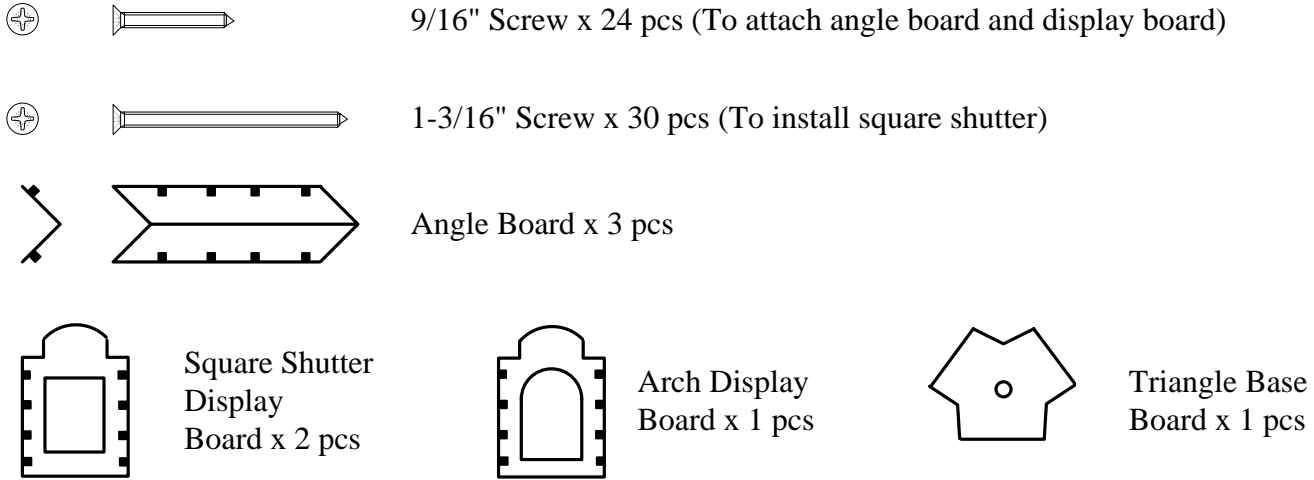 9/16" Screw x 24 pcs (To attach angle board and display board)
1-3/16" Screw x 30 pcs (To install square shutter)
Angle Board x 3 pcs
Square Shutter
Display
Board x 2 pcs
Arch Display
Board x 1 pcs
Triangle Base
Board x 1 pcs